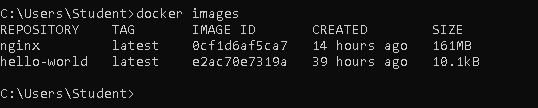 C:\Users\Student>docker images
REPOSITORY    TAG       IMAGE ID       CREATED        SIZE
nginx         latest    0cf1d6af5ca7   14 hours ago   161MB
hello-world   latest    e2ac70e7319a   39 hours ago   10.1kB
C:\Users\Student>